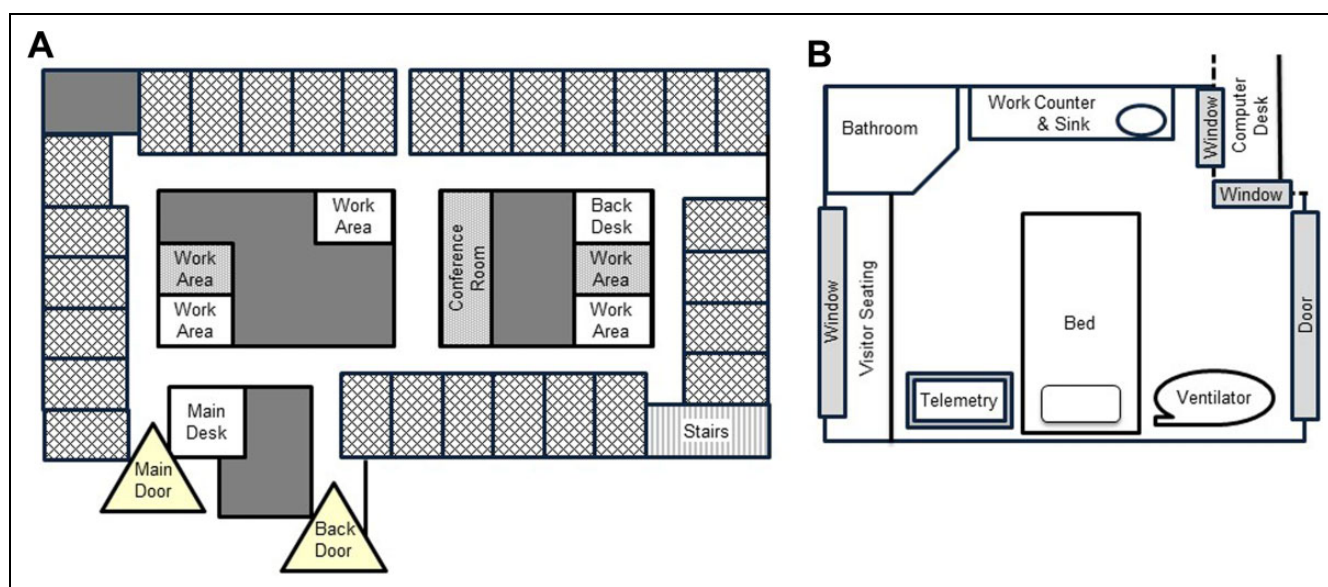 A
Work
Area
Work
Area
Work
Area
Conference
Room
Back
Desk
Work
Area
Work
Area
Main
Desk
Stairs
Main
Door
Back
Door
B
Bathroom
Work Counter
& Sink
Window
Computer
Desk
Window
Window
Visitor Seating
Bed
Door
Telemetry
Ventilator